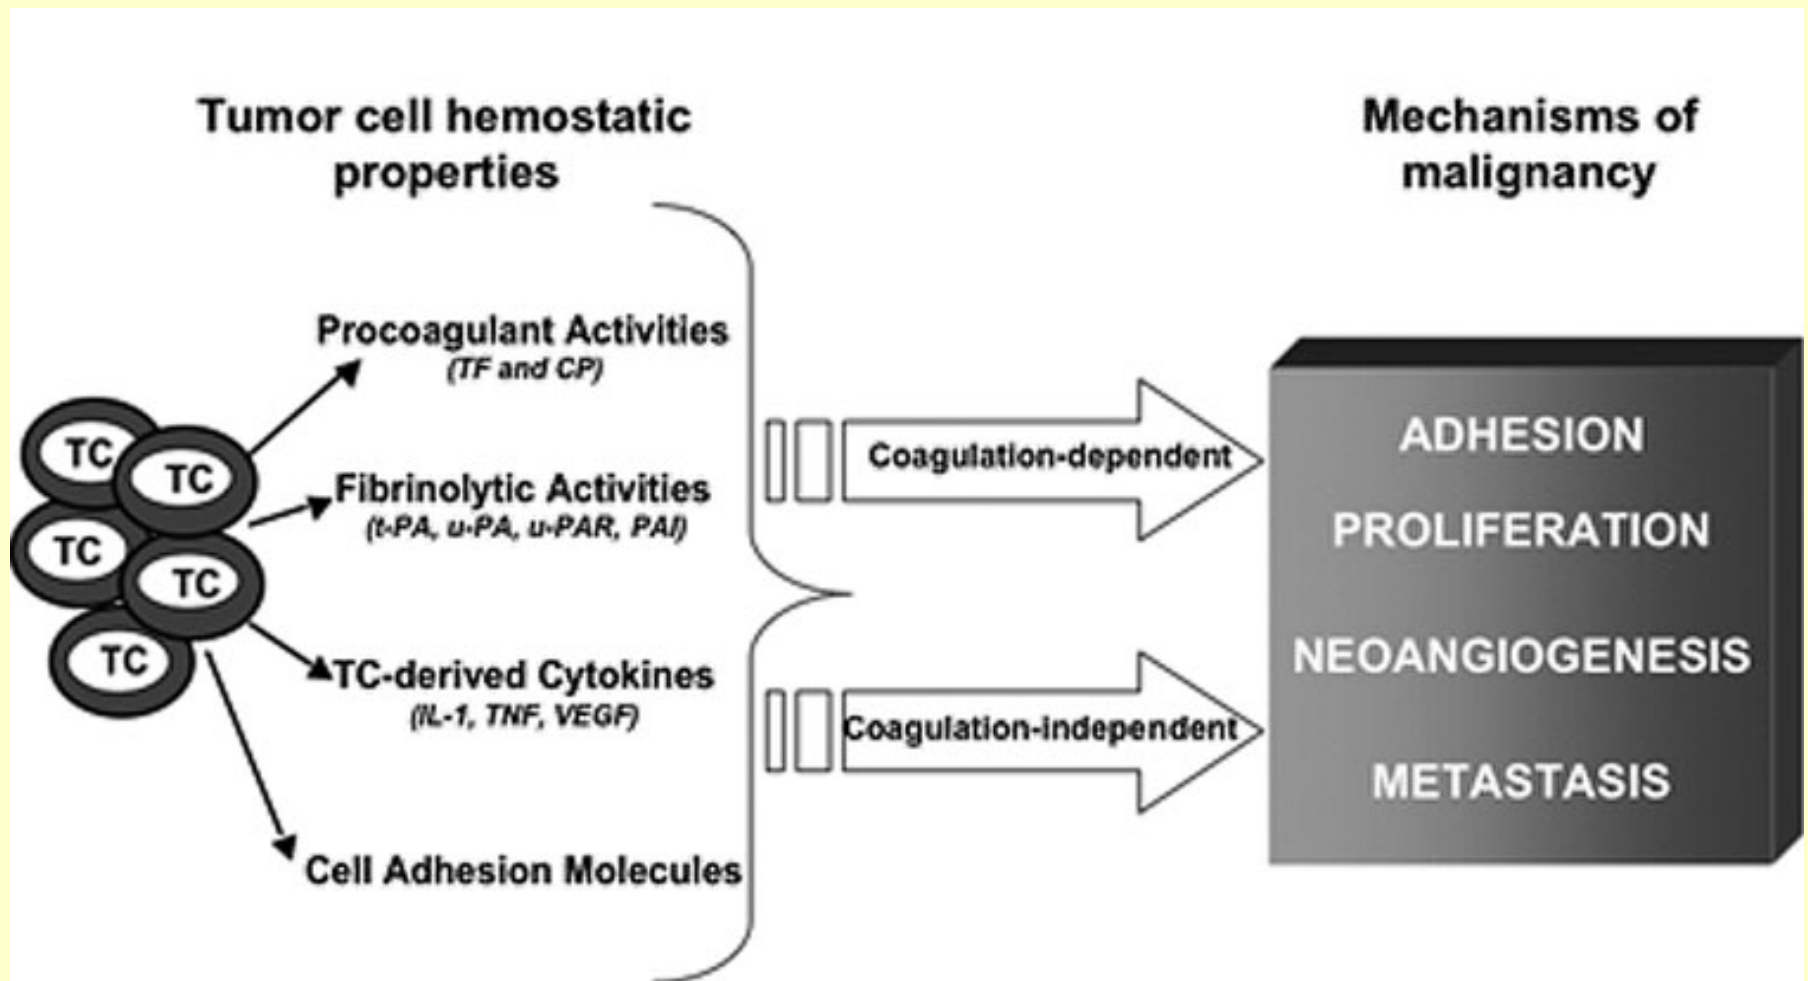 Tumor cell hemostatic
properties
Mechanisms of
malignancy
Procoagulant Activities
(TF and CP)
Fibrinolytic Activities
(t-PA, u-PA, u-PAR, PAI)
TC-derived Cytokines
(IL-1, TNF, VEGF)
Cell Adhesion Molecules
TC
TC
TC
TC
TC
Coagulation-dependent
Coagulation-independent
ADHESION
PROLIFERATION
NEOANGIOGENESIS
METASTASIS